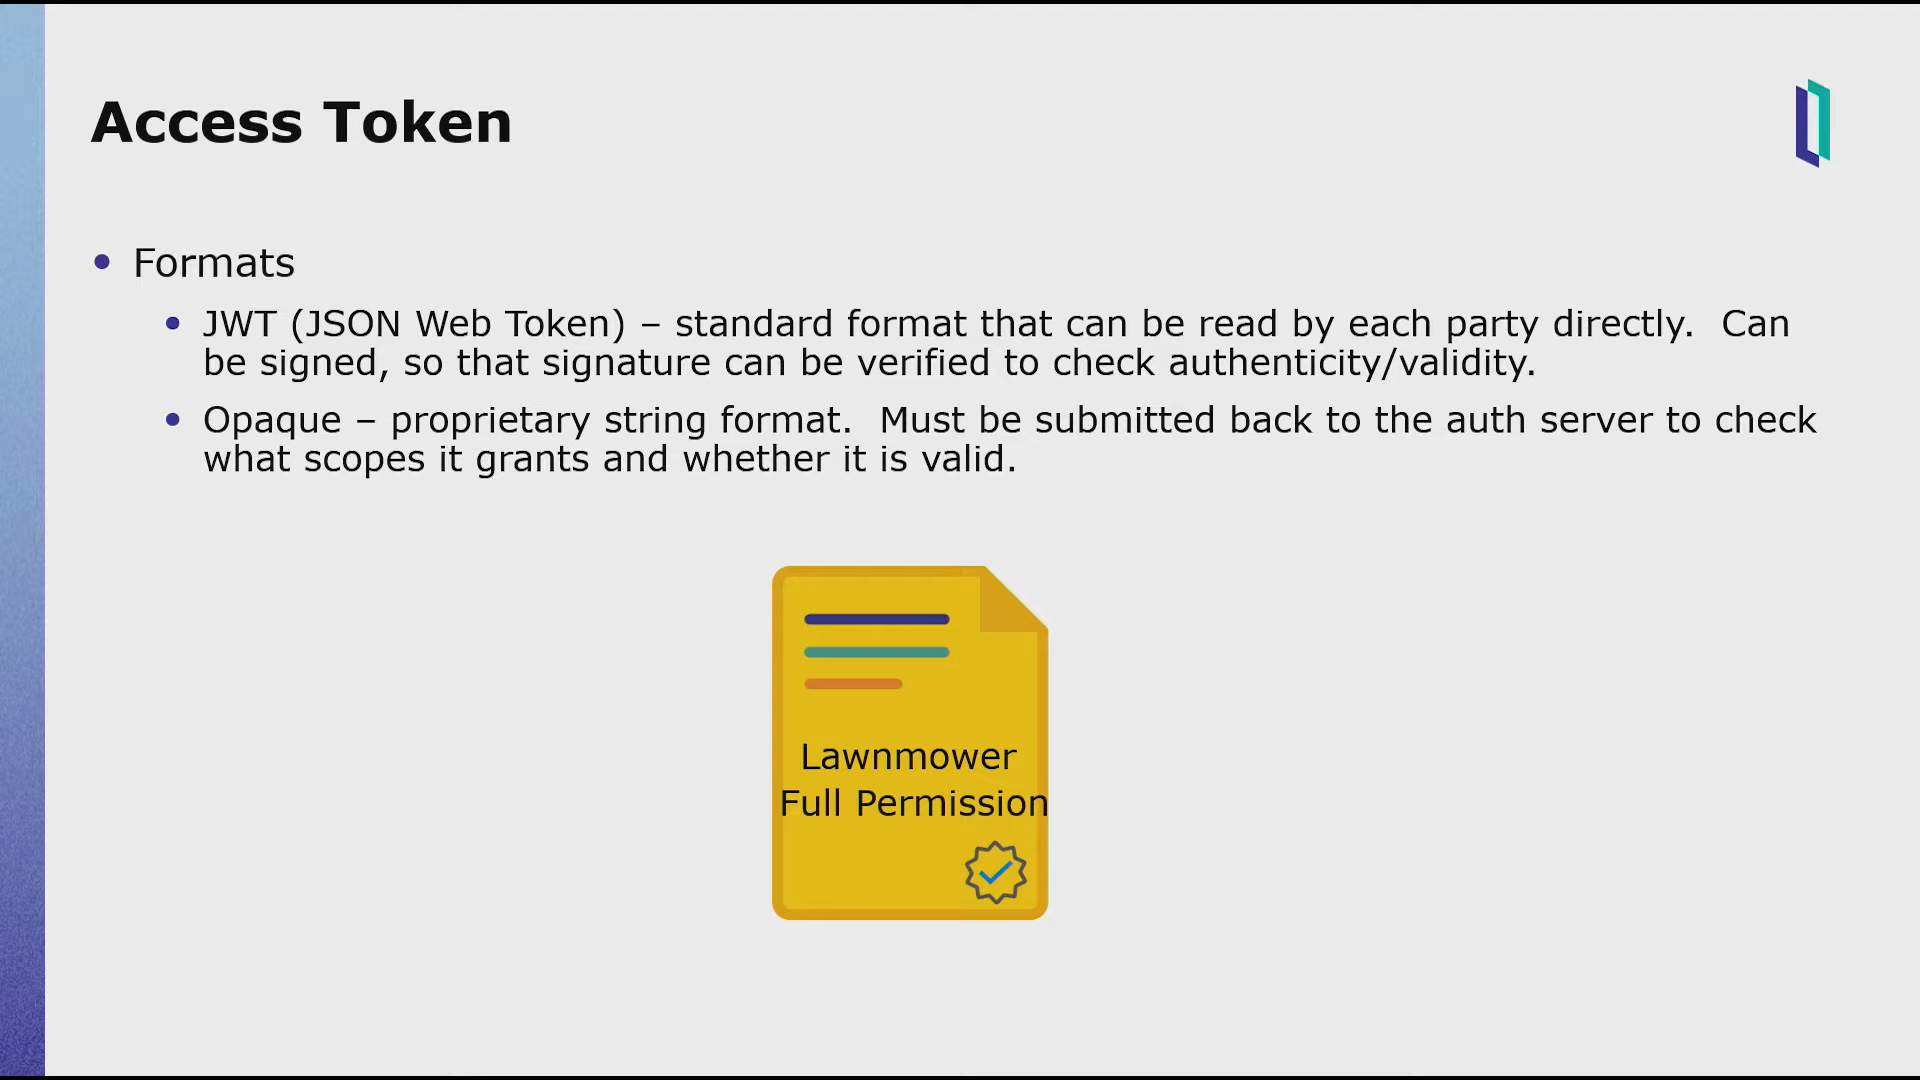 Access Token
Formats
JWT (JSON Web Token) – standard format that can be read by each party directly.  Can
be signed, so that signature can be verified to check authenticity/validity.
Opaque – proprietary string format.  Must be submitted back to the auth server to check
what scopes it grants and whether it is valid.
Lawnmower
Full Permission